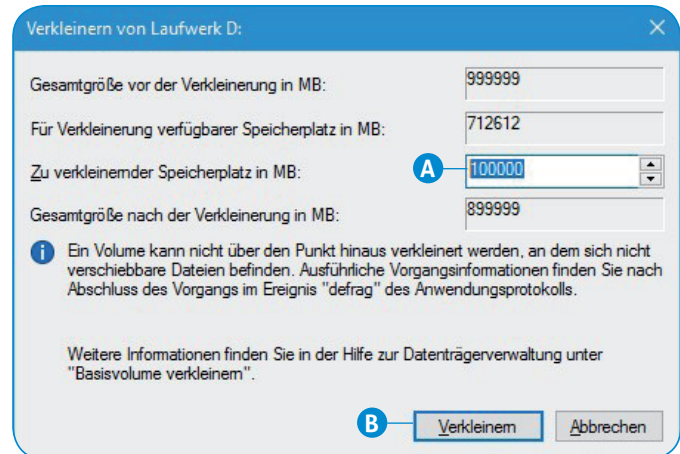 Verkleinern von Laufwerk D:
Gesamtgröße vor der Verkleinerung in MB: 999999
Für Verkleinerung verfügbarer Speicherplatz in MB: 712612
Zu verkleinernder Speicherplatz in MB: A 100000
Gesamtgröße nach der Verkleinerung in MB: 899999
Ein Volume kann nicht über den Punkt hinaus verkleinert werden, an dem sich nicht
verschiebbare Dateien befinden. Ausführliche Vorgangsinformationen finden Sie nach
Abschluss des Vorgangs im Ereignis "defrag" des Anwendungsprotokolls.
Weitere Informationen finden Sie in der Hilfe zur Datenträgerverwaltung unter
"Basisvolume verkleinern".
B Verkleinern Abbrechen